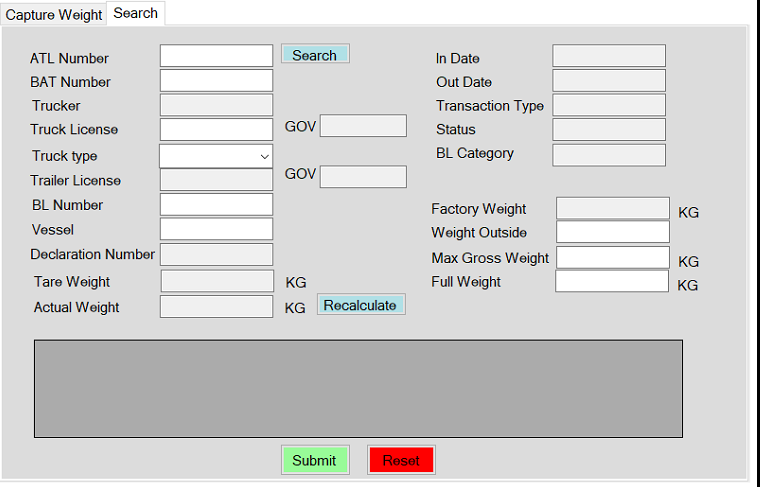 Capture Weight
Search
ATL Number
Search
BAT Number
Trucker
Truck License
GOV
Truck type
Trailer License
GOV
BL Number
Vessel
Declaration Number
Tare Weight
KG
Actual Weight
KG
Recalculate
In Date
Out Date
Transaction Type
Status
BL Category
Factory Weight
KG
Weight Outside
Max Gross Weight
KG
Full Weight
KG
Submit
Reset